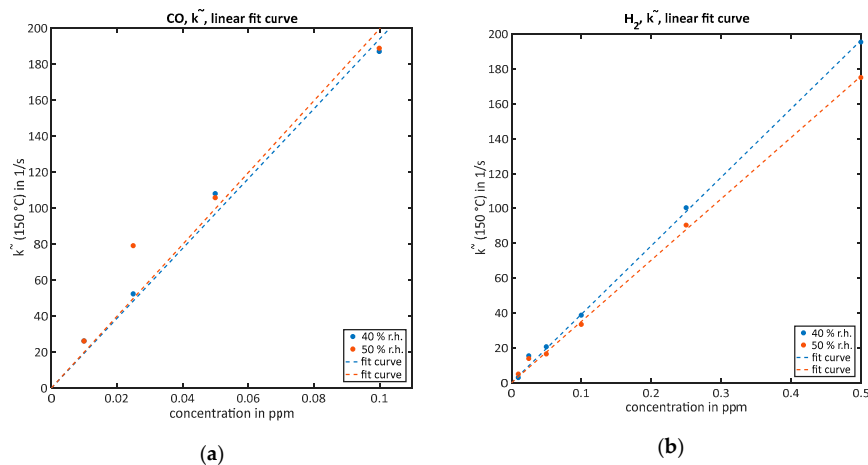 CO, k˜, linear fit curve
200
180
160
140
120
100
80
60
40
20
0
k˜ (150 °C) in 1/s
0
0.02
0.04
0.06
0.08
0.1
concentration in ppm
40 % r.h.
50 % r.h.
fit curve
fit curve
(a)
H2, k˜, linear fit curve
200
180
160
140
120
100
80
60
40
20
0
k˜ (150 °C) in 1/s
0
0.1
0.2
0.3
0.4
0.5
concentration in ppm
40 % r.h.
50 % r.h.
fit curve
fit curve
(b)